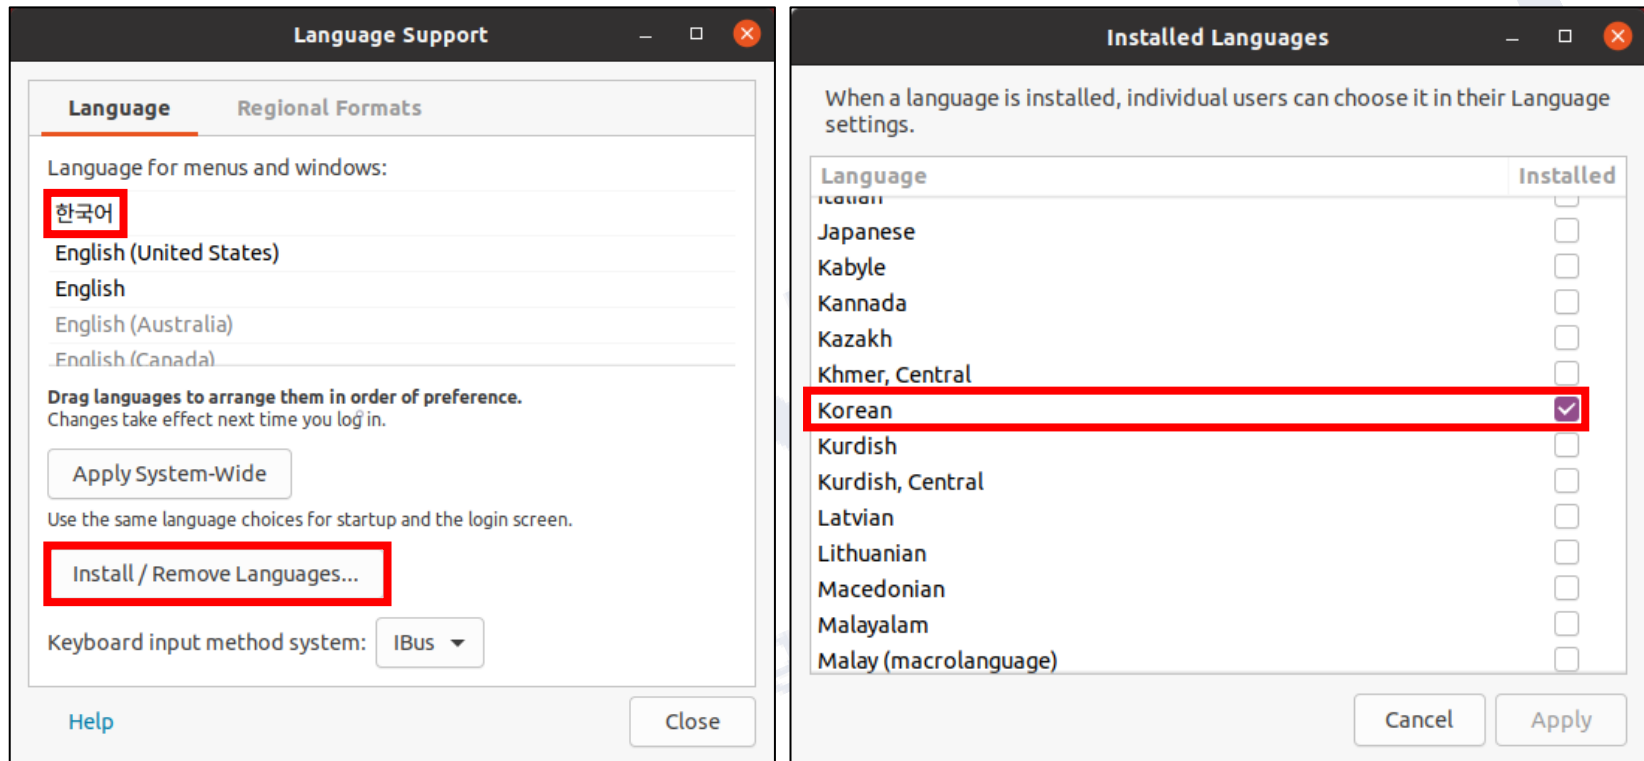 Language Support
Language
Regional Formats
Language for menus and windows:
한국어
English (United States)
English
English (Australia)
English (Canada)
Drag languages to arrange them in order of preference.
Changes take effect next time you log in.
Apply System-Wide
Use the same language choices for startup and the login screen.
Install / Remove Languages...
Keyboard input method system:
IBus
Help
Close
Installed Languages
When a language is installed, individual users can choose it in their Language
settings.
Language
Installed
Italian
Japanese
Kabyle
Kannada
Kazakh
Khmer, Central
Korean
Kurdish
Kurdish, Central
Latvian
Lithuanian
Macedonian
Malayalam
Malay (macrolanguage)
Cancel
Apply